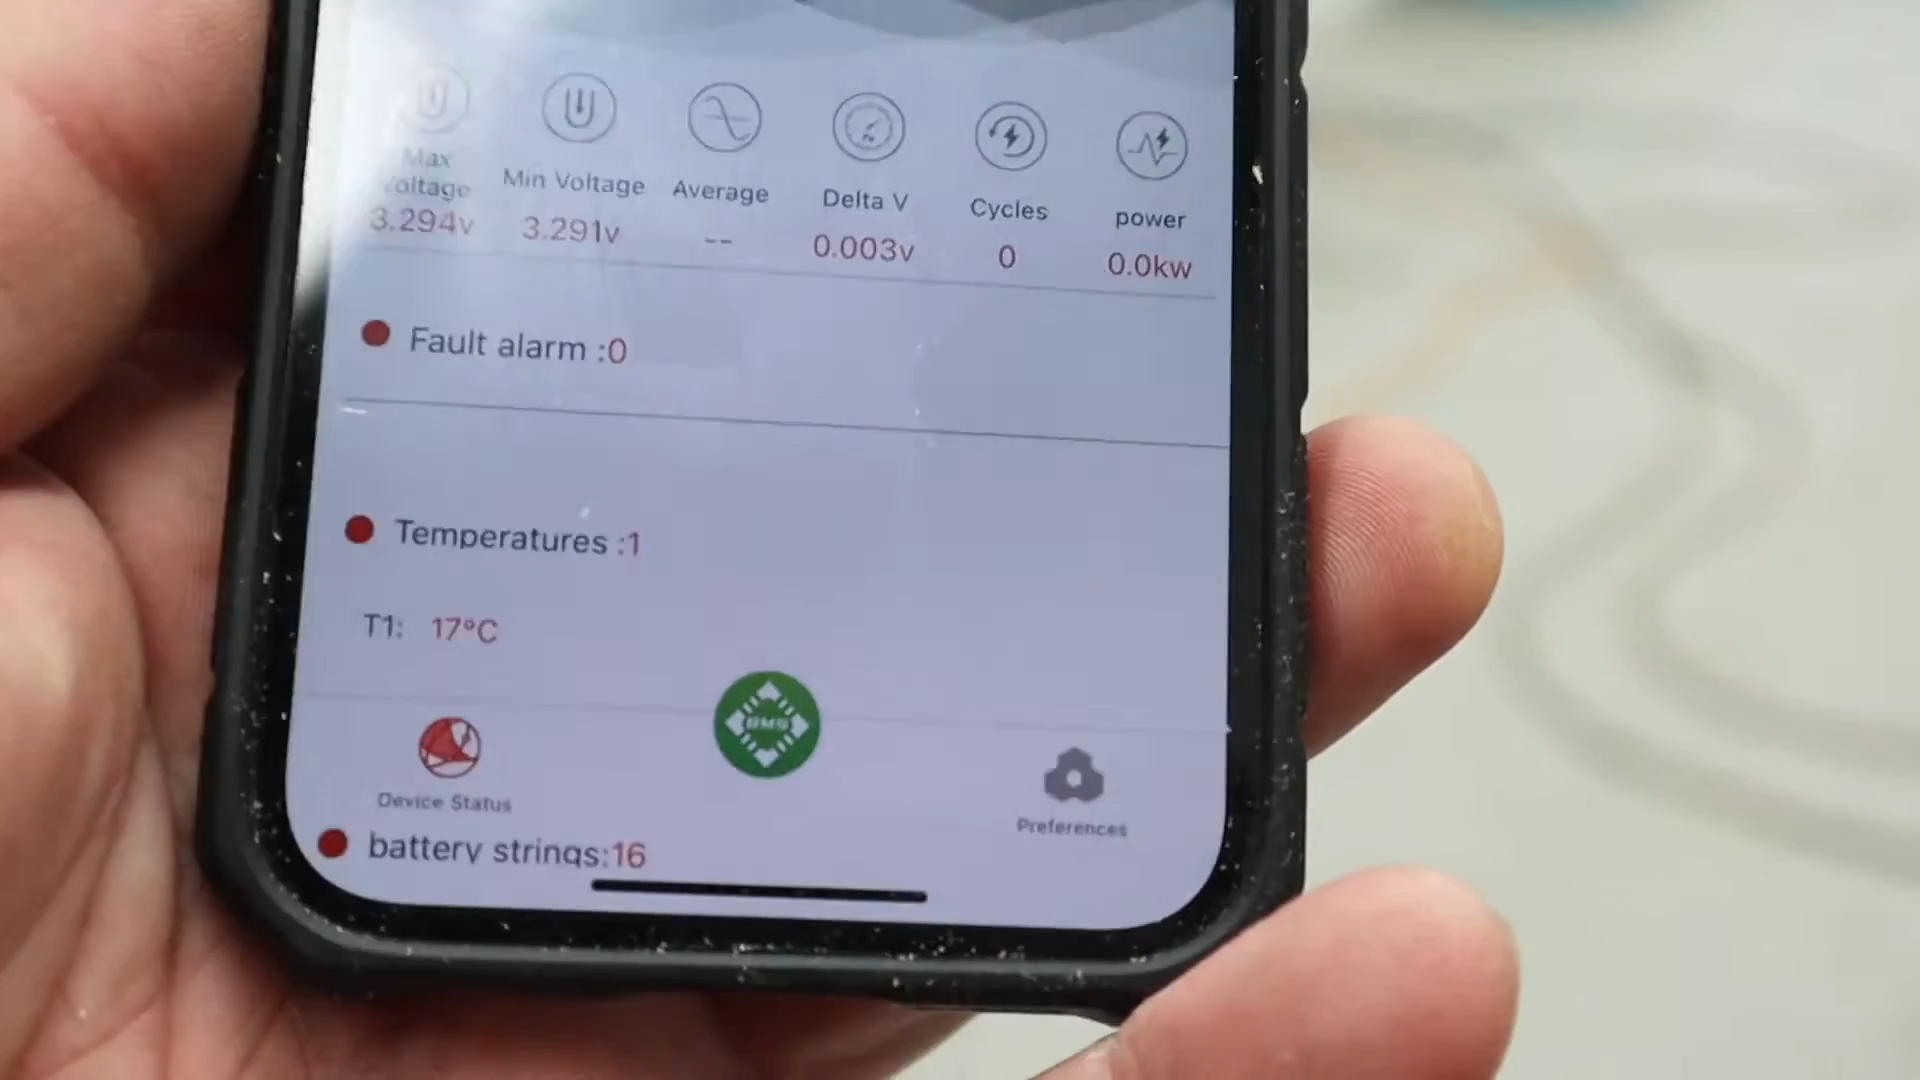 Max Voltage
3.294v
Min Voltage
3.291v
Average
--
Delta V
0.003v
Cycles
0
power
0.0kw
Fault alarm :0
Temperatures :1
T1: 17°C
BMS
Device Status
Preferences
battery strings:16